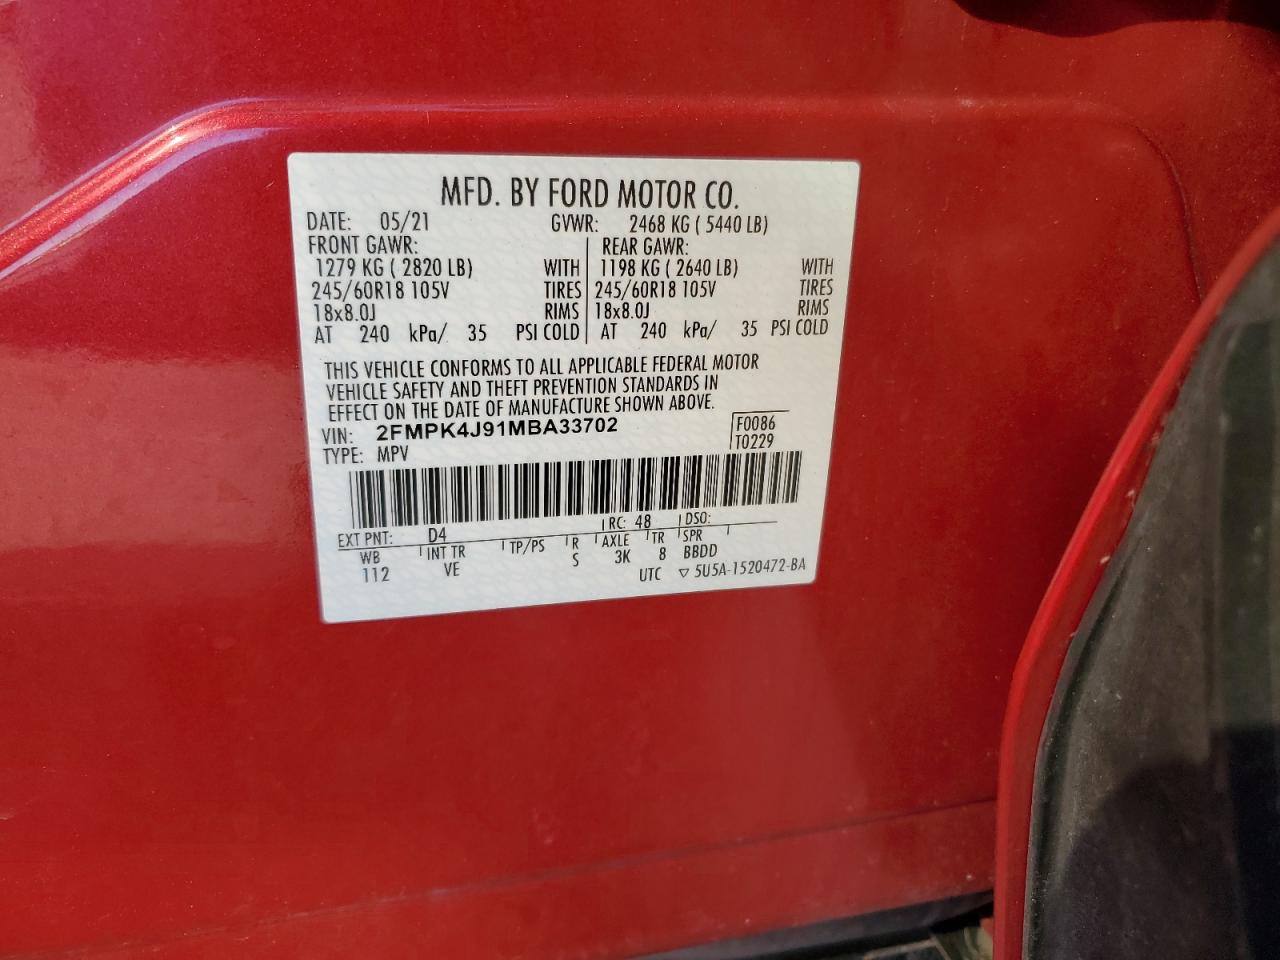 MFD. BY FORD MOTOR CO.
DATE: 05/21 GVWR: 2468 KG ( 5440 LB)
FRONT GAWR: REAR GAWR:
1279 KG ( 2820 LB) WITH 1198 KG ( 2640 LB) WITH
245/60R18 105V TIRES 245/60R18 105V TIRES
18x8.0J RIMS 18x8.0J RIMS
AT 240 kPa/ 35 PSI COLD AT 240 kPa/ 35 PSI COLD
THIS VEHICLE CONFORMS TO ALL APPLICABLE FEDERAL MOTOR
VEHICLE SAFETY AND THEFT PREVENTION STANDARDS IN
EFFECT ON THE DATE OF MANUFACTURE SHOWN ABOVE.
VIN: 2FMPK4J91MBA33702 F0086
TYPE: MPV T0229
EXT PNT: D4 RC: 48 DSO:
WB INT TR TP/PS R AXLE TR SPR
112 VE S 3K 8 BBDD
UTC ▽ 5U5A-1520472-BA